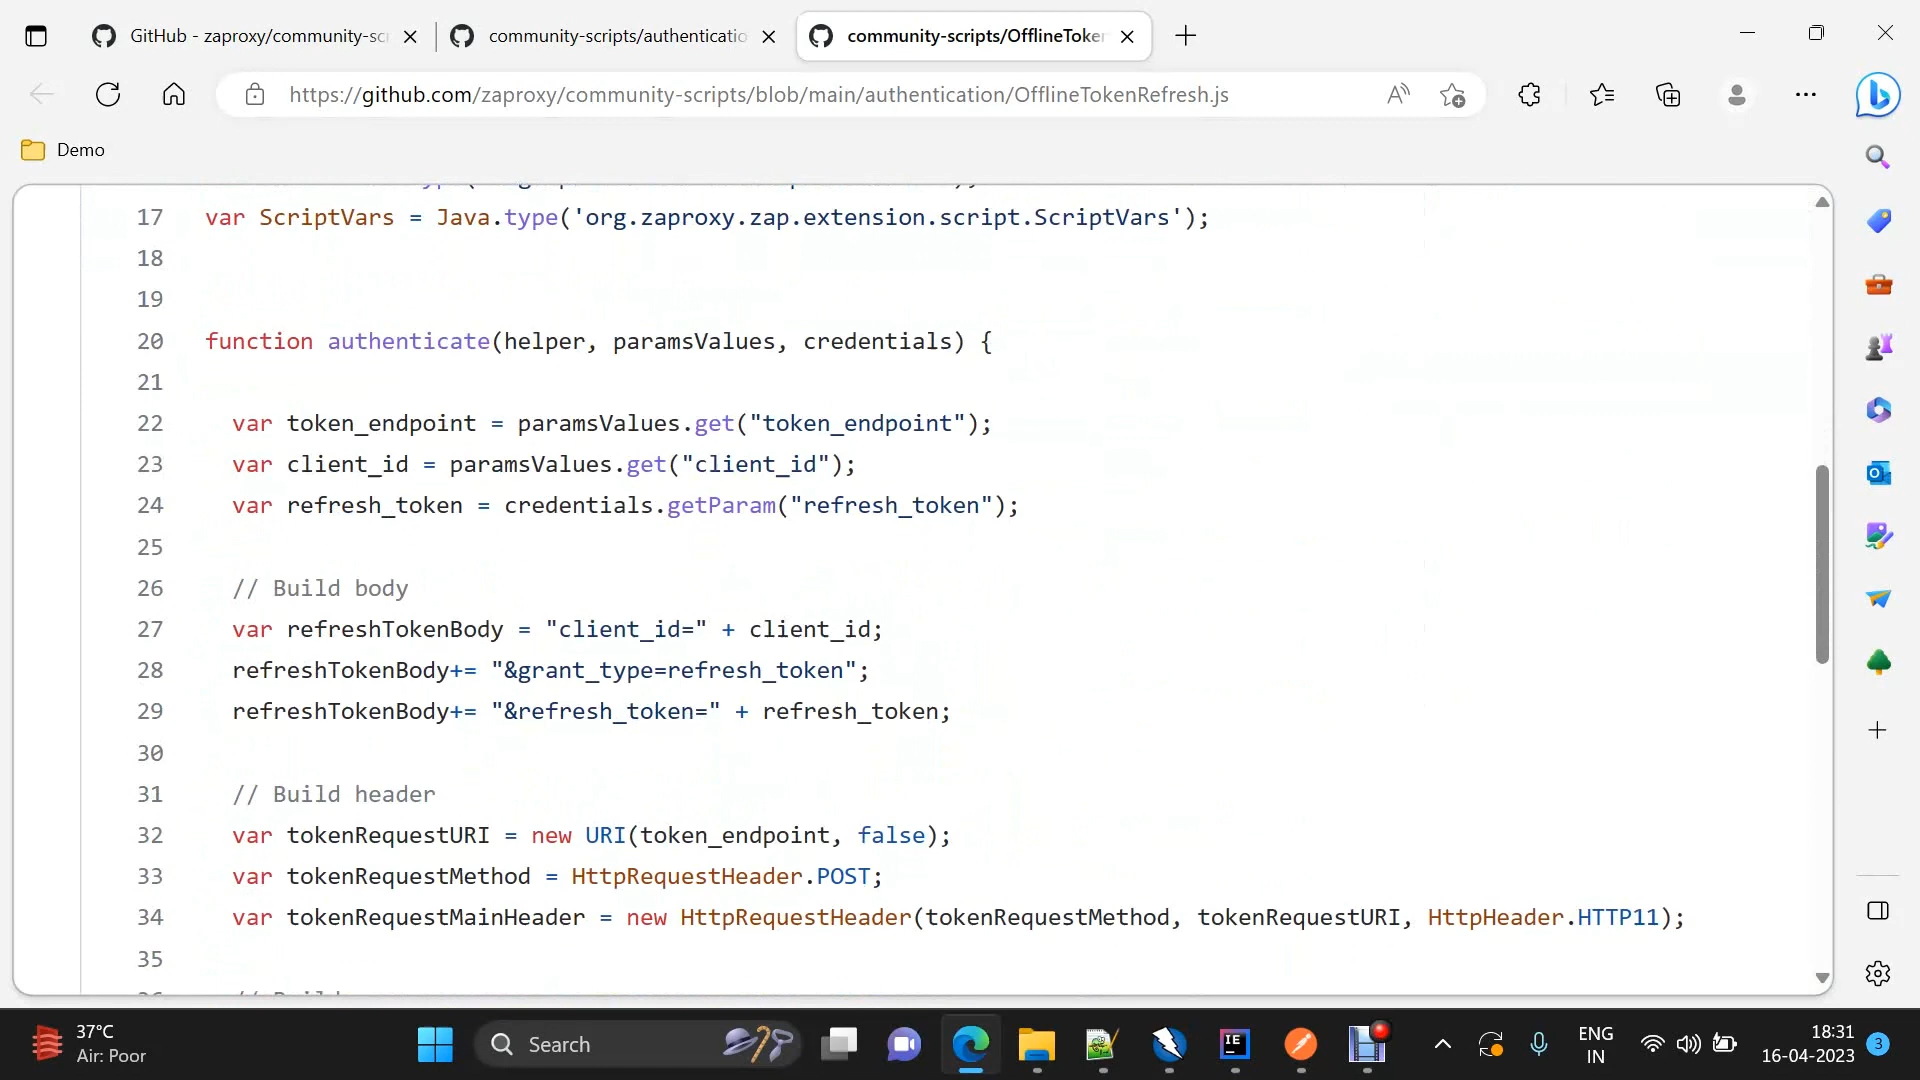 GitHub - zaproxy/community-sc
community-scripts/authenticatio
community-scripts/OfflineToker
https://github.com/zaproxy/community-scripts/blob/main/authentication/OfflineTokenRefresh.js
Demo
17 var ScriptVars = Java.type('org.zaproxy.zap.extension.script.ScriptVars');
18
19
20 function authenticate(helper, paramsValues, credentials) {
21
22 var token_endpoint = paramsValues.get("token_endpoint");
23 var client_id = paramsValues.get("client_id");
24 var refresh_token = credentials.getParam("refresh_token");
25
26 // Build body
27 var refreshTokenBody = "client_id=" + client_id;
28 refreshTokenBody+= "&grant_type=refresh_token";
29 refreshTokenBody+= "&refresh_token=" + refresh_token;
30
31 // Build header
32 var tokenRequestURI = new URI(token_endpoint, false);
33 var tokenRequestMethod = HttpRequestHeader.POST;
34 var tokenRequestMainHeader = new HttpRequestHeader(tokenRequestMethod, tokenRequestURI, HttpHeader.HTTP11);
35
37°C
Air: Poor
Search
ENG
IN
18:31
16-04-2023
3